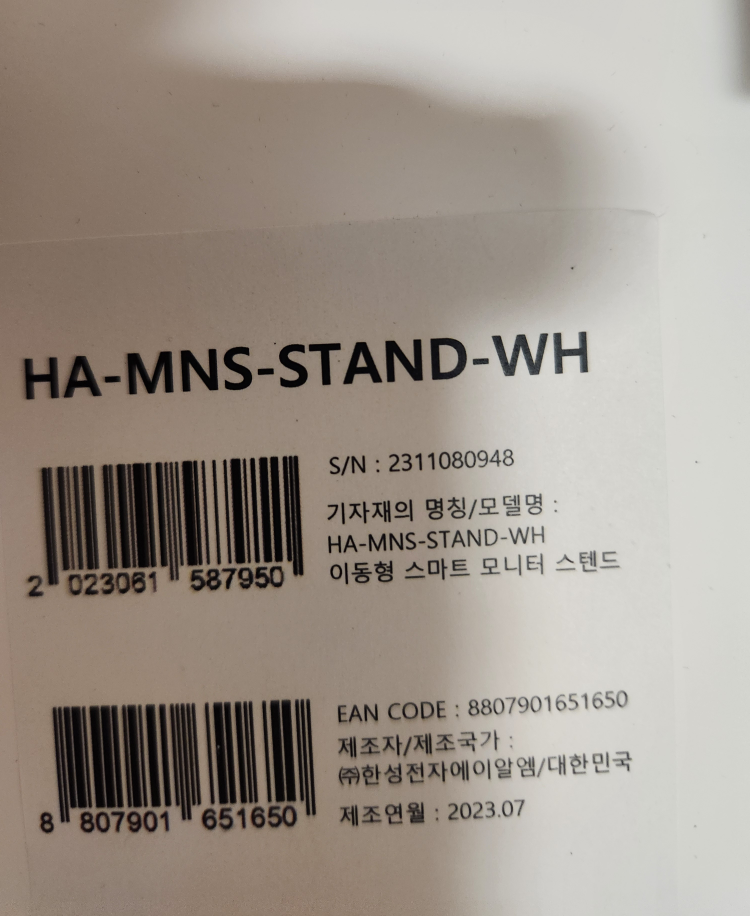 HA-MNS-STAND-WH
S/N : 2311080948
기자재의 명칭/모델명 :
HA-MNS-STAND-WH
이동형 스마트 모니터 스텐드
2 023061 587950
EAN CODE : 8807901651650
제조자/제조국가 :
㈜한성전자에이알엠/대한민국
제조연월 : 2023.07
8 807901 651650